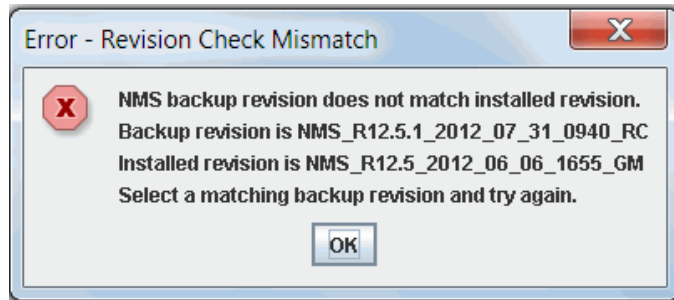 Error - Revision Check Mismatch
NMS backup revision does not match installed revision.
Backup revision is NMS_R12.5.1_2012_07_31_0940_RC
Installed revision is NMS_R12.5_2012_06_06_1655_GM
Select a matching backup revision and try again.
OK